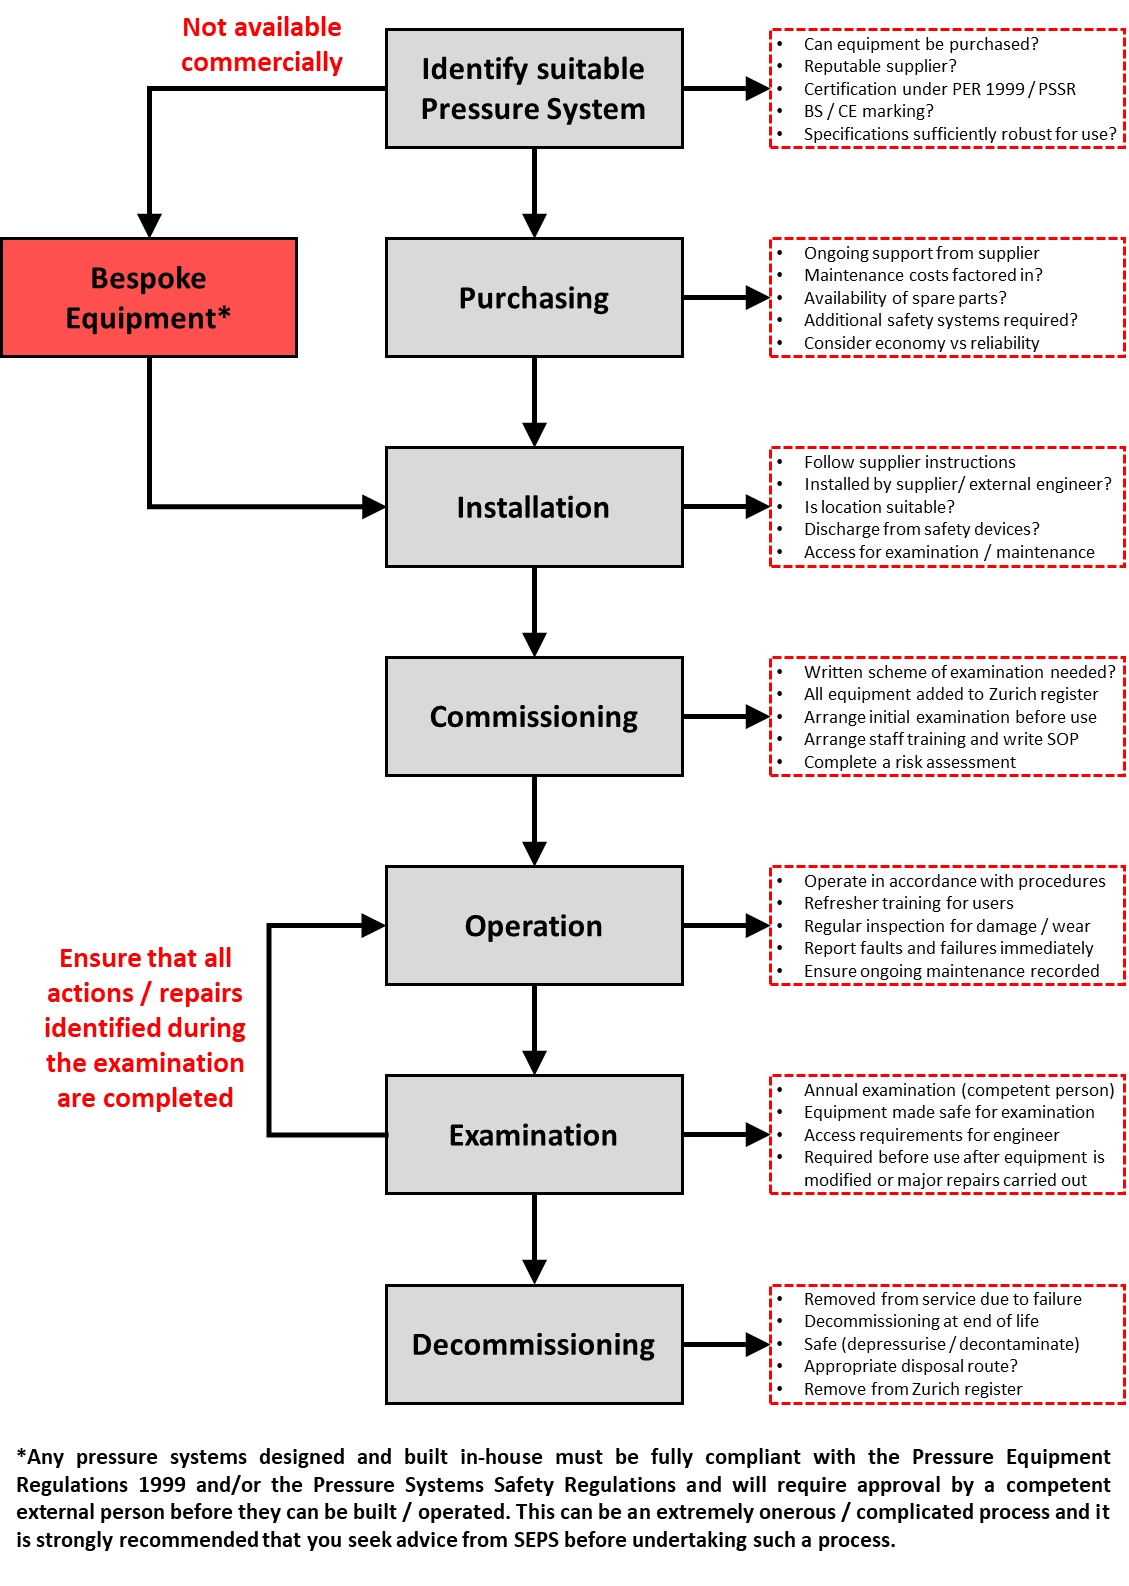 Not available
commercially
Identify suitable
Pressure System
• Can equipment be purchased?
• Reputable supplier?
• Certification under PER 1999 / PSSR
• BS / CE marking?
• Specifications sufficiently robust for use?
Bespoke
Equipment*
Purchasing
• Ongoing support from supplier
• Maintenance costs factored in?
• Availability of spare parts?
• Additional safety systems required?
• Consider economy vs reliability
Installation
• Follow supplier instructions
• Installed by supplier/ external engineer?
• Is location suitable?
• Discharge from safety devices?
• Access for examination / maintenance
Commissioning
• Written scheme of examination needed?
• All equipment added to Zurich register
• Arrange initial examination before use
• Arrange staff training and write SOP
• Complete a risk assessment
Operation
• Operate in accordance with procedures
• Refresher training for users
• Regular inspection for damage / wear
• Report faults and failures immediately
• Ensure ongoing maintenance recorded
Ensure that all
actions / repairs
identified during
the examination
are completed
Examination
• Annual examination (competent person)
• Equipment made safe for examination
• Access requirements for engineer
• Required before use after equipment is
modified or major repairs carried out
Decommissioning
• Removed from service due to failure
• Decommissioning at end of life
• Safe (depressurise / decontaminate)
• Appropriate disposal route?
• Remove from Zurich register
*Any pressure systems designed and built in-house must be fully compliant with the Pressure Equipment
Regulations 1999 and/or the Pressure Systems Safety Regulations and will require approval by a competent
external person before they can be built / operated. This can be an extremely onerous / complicated process and it
is strongly recommended that you seek advice from SEPS before undertaking such a process.